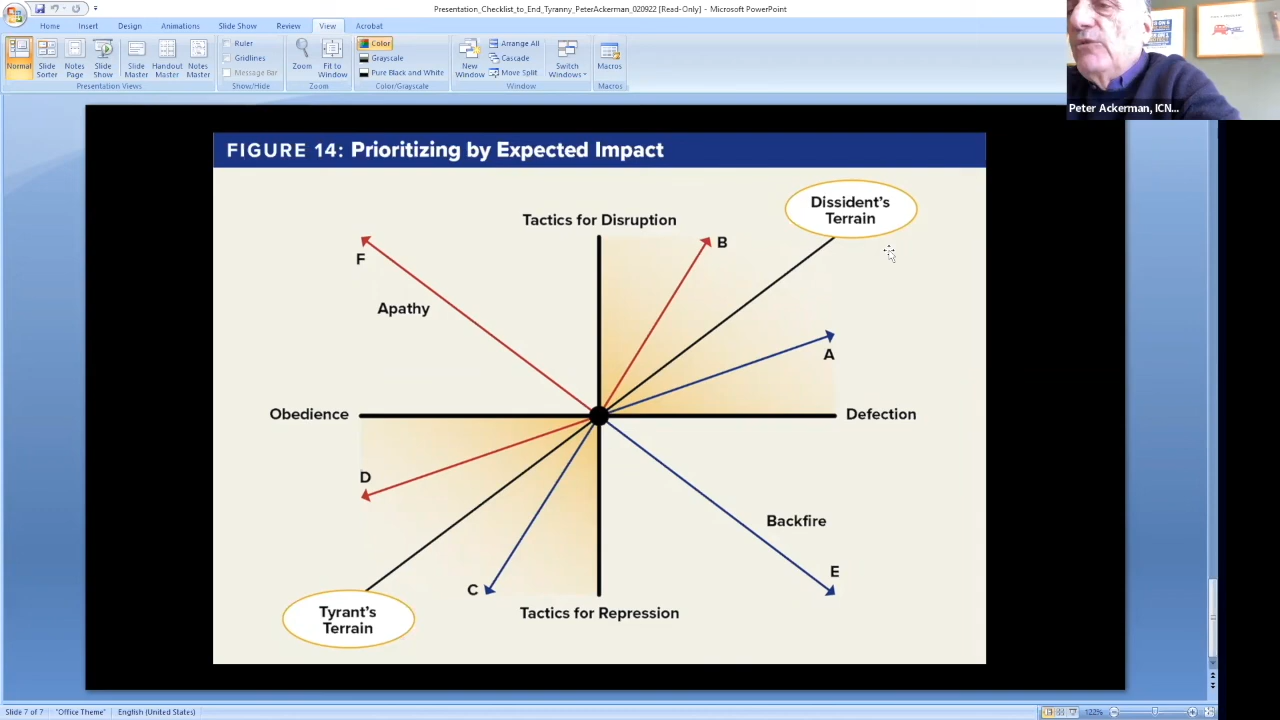 Presentation_Checklist_to_End_Tyranny_PeterAckerman_020922 [Read-Only] - Microsoft PowerPoint
Home Insert Design Animations Slide Show Review View Acrobat
Normal Slide Sorter Notes Page Slide Show Slide Master Handout Master Notes Master
Presentation Views
Ruler
Gridlines
Message Bar
Show/Hide
Zoom Fit to Window
Zoom
Color
Grayscale
Pure Black and White
Color/Grayscale
New Window
Arrange All
Cascade
Move Split
Switch Windows
Window
Macros
Macros
Peter Ackerman, ICN...
FIGURE 14: Prioritizing by Expected Impact
Dissident's
Terrain
Tactics for Disruption
B
F
Apathy
A
Obedience
Defection
D
Backfire
E
C
Tactics for Repression
Tyrant's
Terrain
Slide 7 of 7 "Office Theme" English (United States) 122%